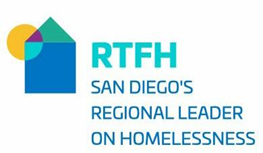 RTFH
SAN DIEGO'S
REGIONAL LEADER
ON HOMELESSNESS